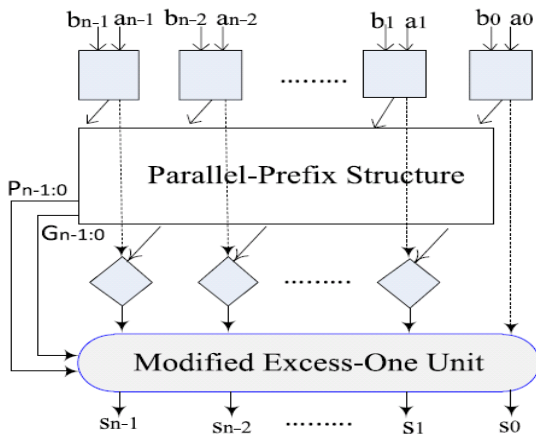 bn-1 an-1 bn-2 an-2 b1 a1 b0 a0
.........
Parallel-Prefix Structure
Pn-1:0
Gn-1:0
.........
Modified Excess-One Unit
sn-1 sn-2 ......... s1 s0